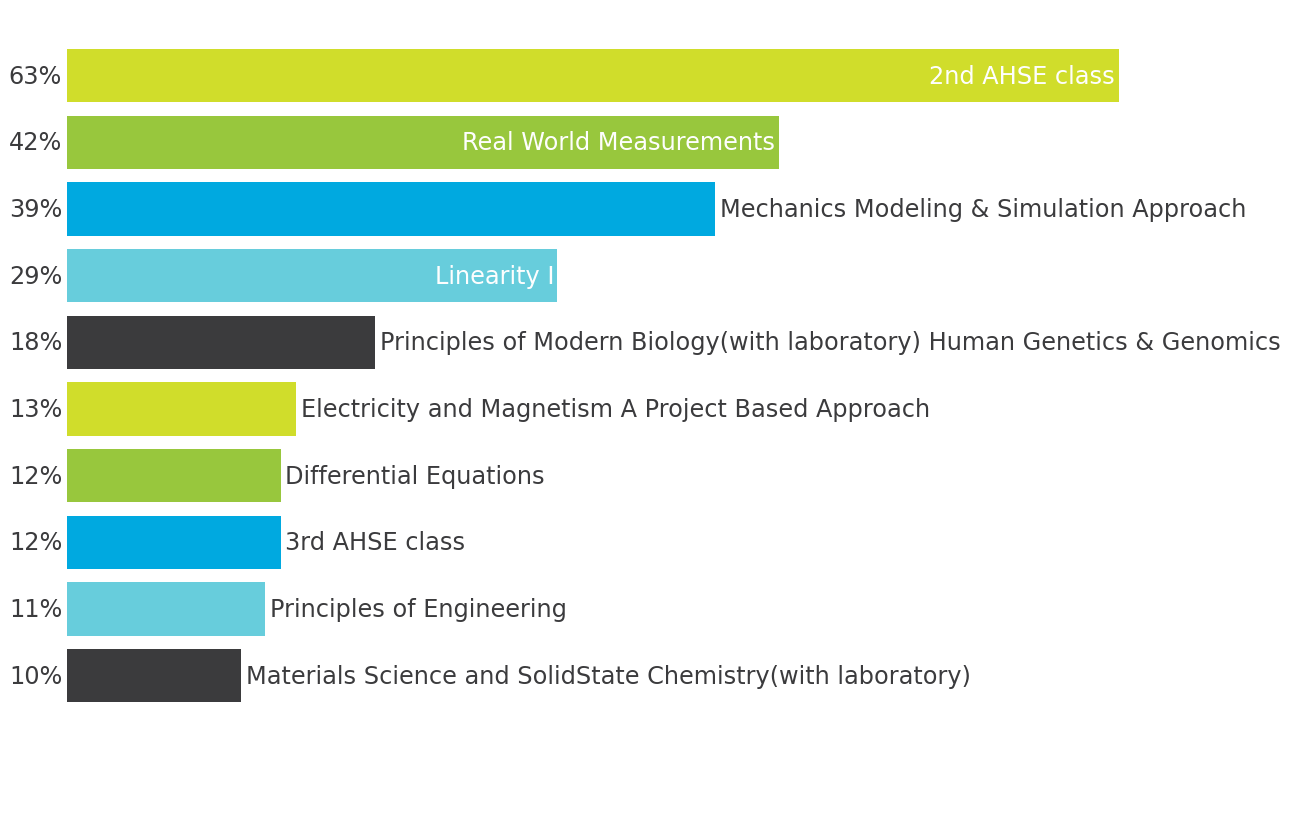 63% 2nd AHSE class
42% Real World Measurements
39% Mechanics Modeling & Simulation Approach
29% Linearity I
18% Principles of Modern Biology(with laboratory) Human Genetics & Genomics
13% Electricity and Magnetism A Project Based Approach
12% Differential Equations
12% 3rd AHSE class
11% Principles of Engineering
10% Materials Science and SolidState Chemistry(with laboratory)